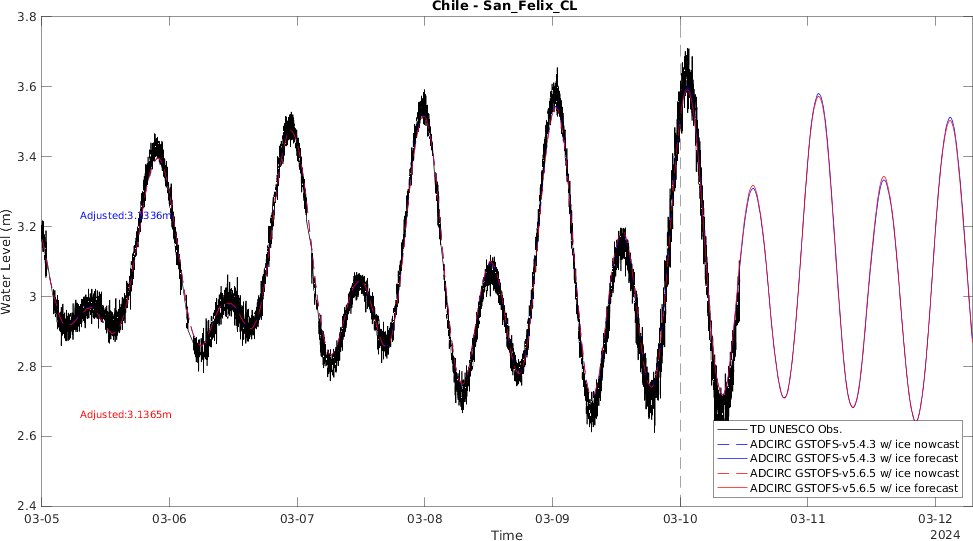 Chile - San_Felix_CL
3.8
3.6
3.4
3.2
3
2.8
2.6
2.4
Water Level (m)
Adjusted:3.1336m
Adjusted:3.1365m
TD UNESCO Obs.
ADCIRC GSTOFS-v5.4.3 w/ ice nowcast
ADCIRC GSTOFS-v5.4.3 w/ ice forecast
ADCIRC GSTOFS-v5.6.5 w/ ice nowcast
ADCIRC GSTOFS-v5.6.5 w/ ice forecast
03-05 03-06 03-07 03-08 03-09 03-10 03-11 03-12
Time
2024